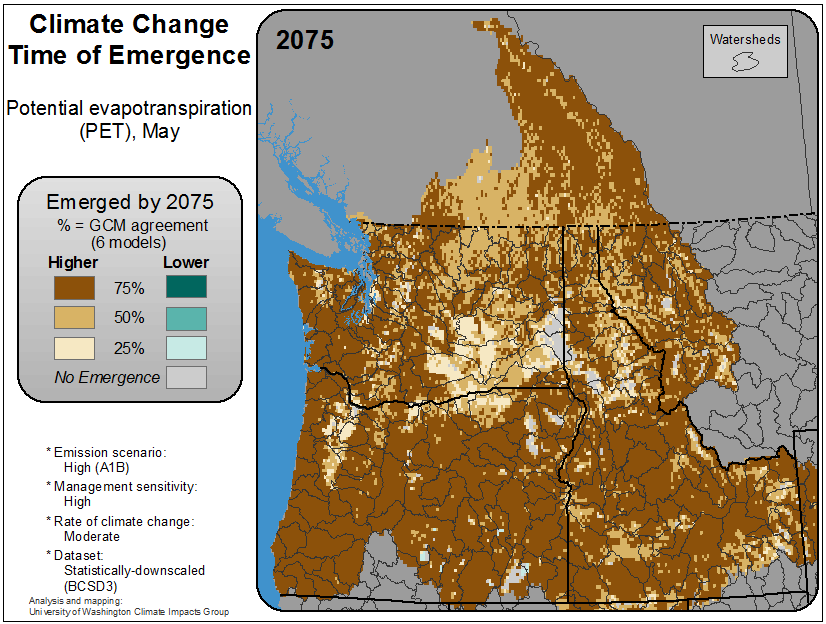 Climate Change
Time of Emergence
Potential evapotranspiration
(PET), May
Emerged by 2075
% = GCM agreement
(6 models)
Higher Lower
75%
50%
25%
No Emergence
* Emission scenario:
High (A1B)
* Management sensitivity:
High
* Rate of climate change:
Moderate
* Dataset:
Statistically-downscaled
(BCSD3)
Analysis and mapping:
University of Washington Climate Impacts Group
2075
Watersheds